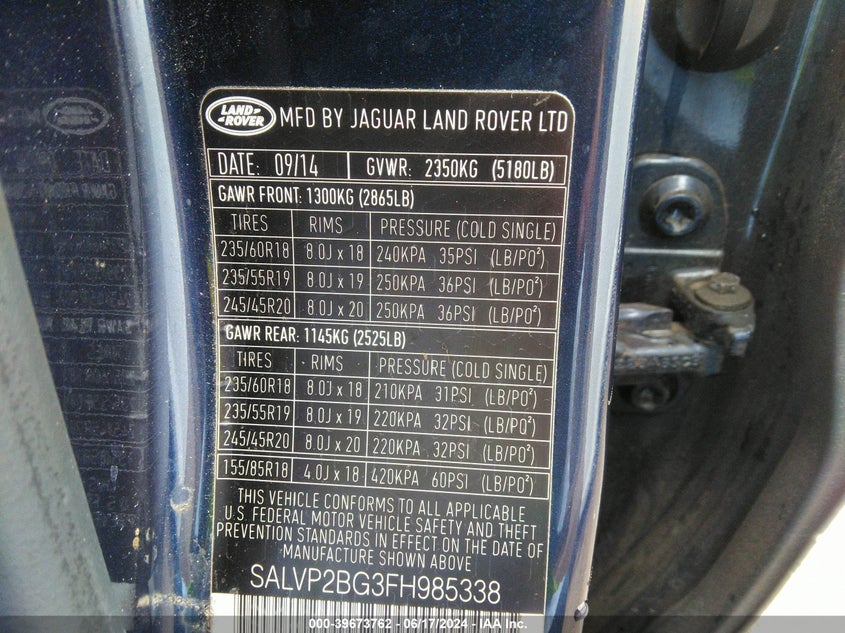 LAND-
-ROVER
MFD BY JAGUAR LAND ROVER LTD
DATE: 09/14 GVWR: 2350KG (5180LB)
GAWR FRONT: 1300KG (2865LB)
TIRES RIMS PRESSURE (COLD SINGLE)
235/60R18 8.0J x 18 240KPA 35PSI (LB/PO²)
235/55R19 8.0J x 19 250KPA 36PSI (LB/PO²)
245/45R20 8.0J x 20 250KPA 36PSI (LB/PO²)
GAWR REAR: 1145KG (2525LB)
TIRES RIMS PRESSURE (COLD SINGLE)
235/60R18 8.0J x 18 210KPA 31PSI (LB/PO²)
235/55R19 8.0J x 19 220KPA 32PSI (LB/PO²)
245/45R20 8.0J x 20 220KPA 32PSI (LB/PO²)
155/85R18 4.0J x 18 420KPA 60PSI (LB/PO²)
THIS VEHICLE CONFORMS TO ALL APPLICABLE
U.S. FEDERAL MOTOR VEHICLE SAFETY AND THEFT
PREVENTION STANDARDS IN EFFECT ON THE DATE OF
MANUFACTURE SHOWN ABOVE
SALVP2BG3FH985338
000-39673762 - 06/17/2024 - IAA Inc.